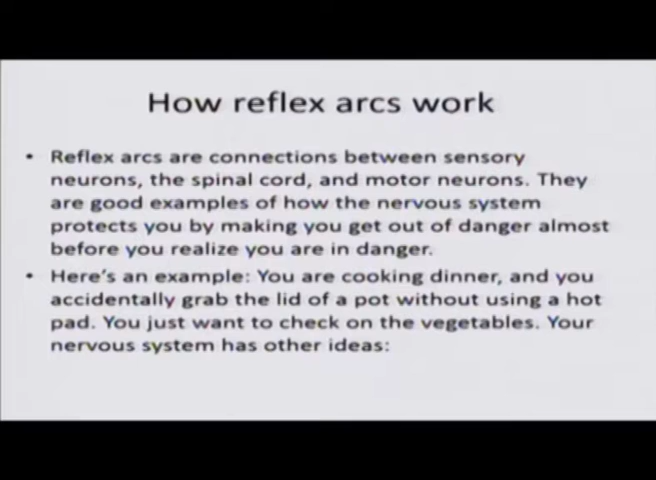 How reflex arcs work
• Reflex arcs are connections between sensory
neurons, the spinal cord, and motor neurons. They
are good examples of how the nervous system
protects you by making you get out of danger almost
before you realize you are in danger.
• Here's an example: You are cooking dinner, and you
accidentally grab the lid of a pot without using a hot
pad. You just want to check on the vegetables. Your
nervous system has other ideas: